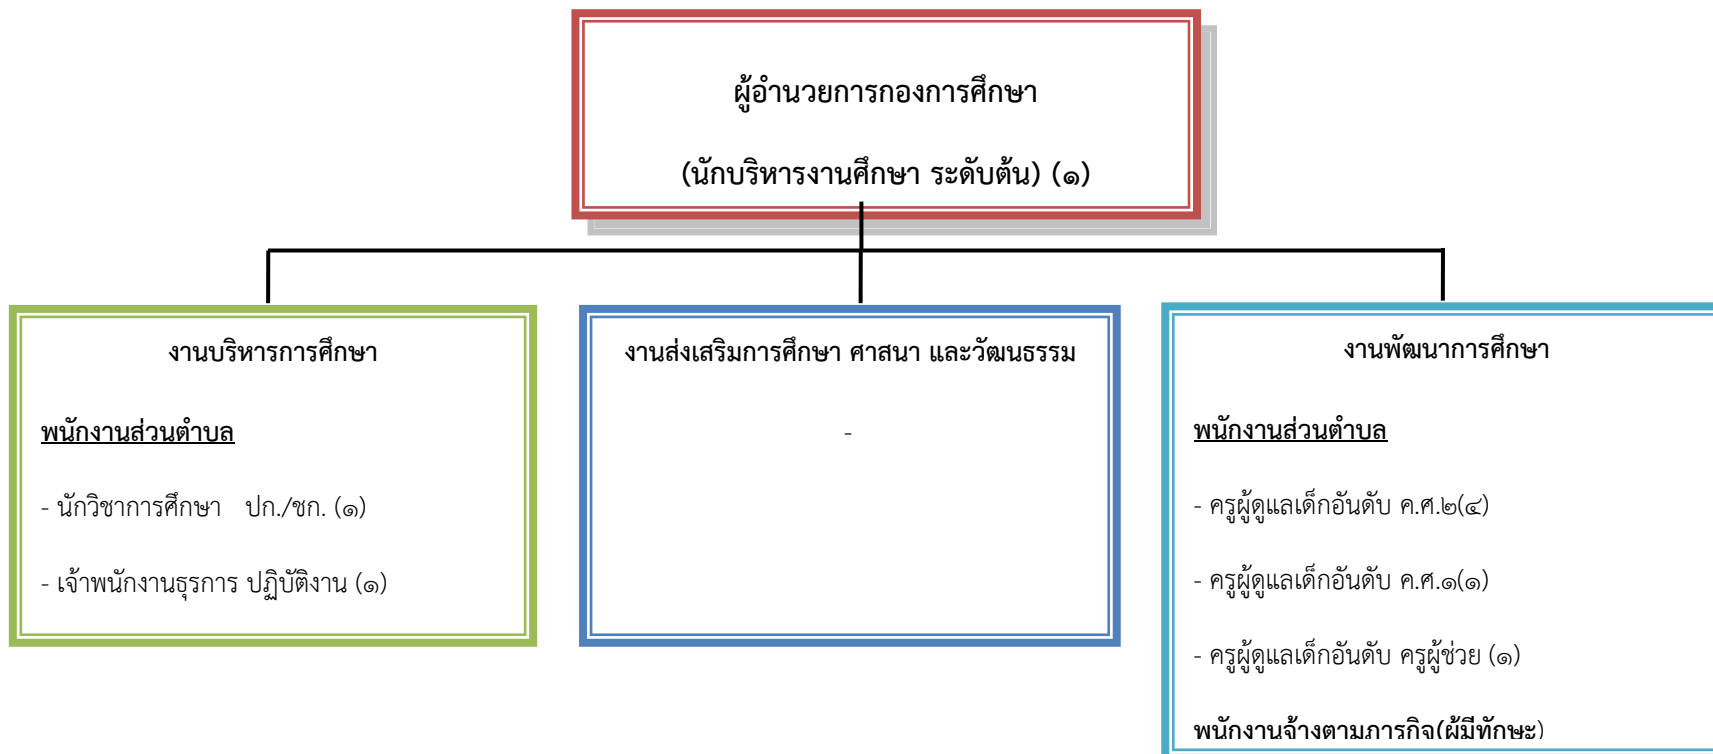 ผู้อำนวยการกองการศึกษา
(นักบริหารงานศึกษา ระดับต้น) (๑)
งานบริหารการศึกษา
พนักงานส่วนตำบล
- นักวิชาการศึกษา ปก./ชก. (๑)
- เจ้าพนักงานธุรการ ปฏิบัติงาน (๑)
งานส่งเสริมการศึกษา ศาสนา และวัฒนธรรม
-
งานพัฒนาการศึกษา
พนักงานส่วนตำบล
- ครูผู้ดูแลเด็กอันดับ ค.ศ.๒(๔)
- ครูผู้ดูแลเด็กอันดับ ค.ศ.๑(๑)
- ครูผู้ดูแลเด็กอันดับ ครูผู้ช่วย (๑)
พนักงานจ้างตามภารกิจ(ผู้มีทักษะ)